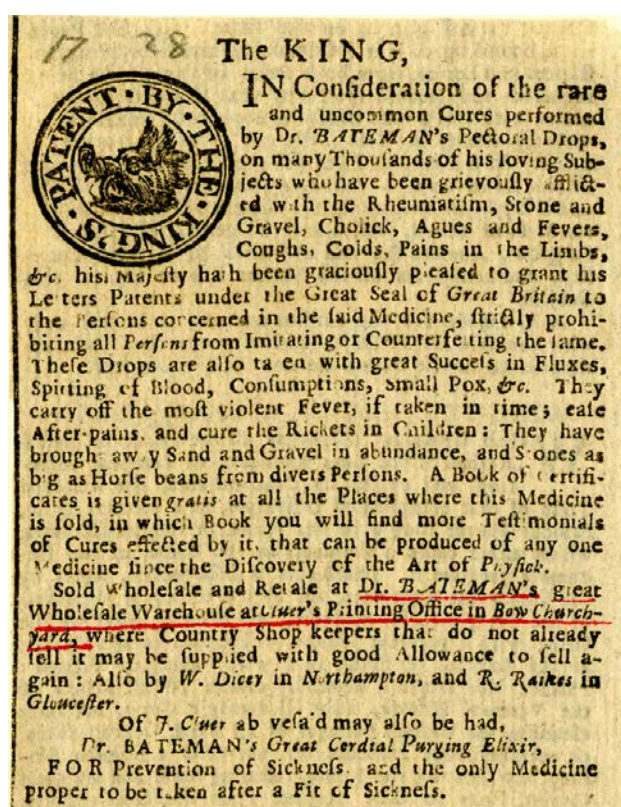 17 28
The KING,
BY · THE · KING'S · PATENT
IN Conſideration of the rare
and uncommon Cures performed
by Dr. BATEMAN's Pectoral Drops,
on many Thouſands of his loving Sub-
jects who have been grievouſly afflict-
ed with the Rheumatiſm, Stone and
Gravel, Cholick, Agues and Fevers,
Coughs, Colds, Pains in the Limbs,
&c. his Majeſty hath been graciouſly pleaſed to grant his
Letters Patents under the Great Seal of Great Britain to
the Perſons concerned in the ſaid Medicine, ſtrictly prohi-
biting all Perſons from Imitating or Counterfeiting the ſame.
Theſe Drops are alſo taken with great Succeſs in Fluxes,
Spitting of Blood, Conſumptions, Small Pox, &c. They
carry off the moſt violent Fever, if taken in time; eaſe
After-pains, and cure the Rickets in Children: They have
brought away Sand and Gravel in abundance, and Stones as
big as Horſe beans from divers Perſons. A Book of Certifi-
cates is given gratis at all the Places where this Medicine
is ſold, in which Book you will find more Teſtimonials
of Cures effected by it, that can be produced of any one
Medicine ſince the Diſcovery of the Art of Phyſick.
Sold Wholeſale and Retale at Dr. BATEMAN's great
Wholeſale Warehouſe at Cluer's Printing Office in Bow Church-
yard, where Country Shop keepers that do not already
ſell it may be ſupplied with good Allowance to ſell a-
gain: Alſo by W. Dicey in Northampton, and R. Raikes in
Glouceſter.
Of J. Cluer aboveſa'd may alſo be had,
Dr. BATEMAN's Great Cordial Purging Elixir,
FOR Prevention of Sickneſs, and the only Medicine
proper to be taken after a Fit of Sickneſs.